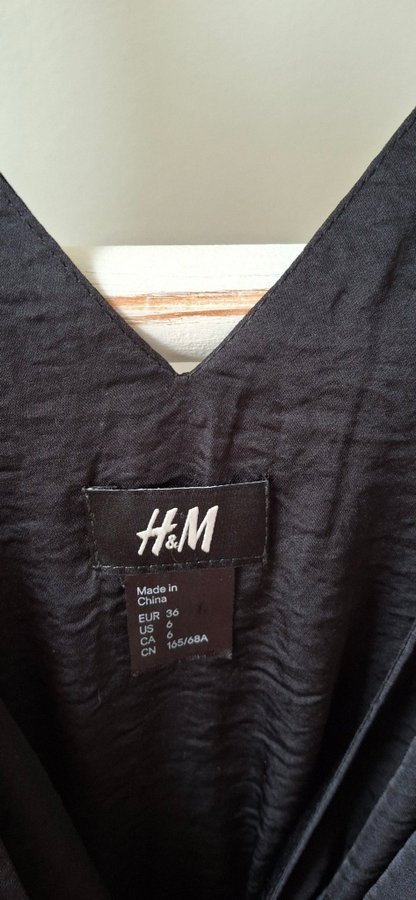 H&M
Made in
China
EUR 36
US 6
CA 6
CN 165/68A